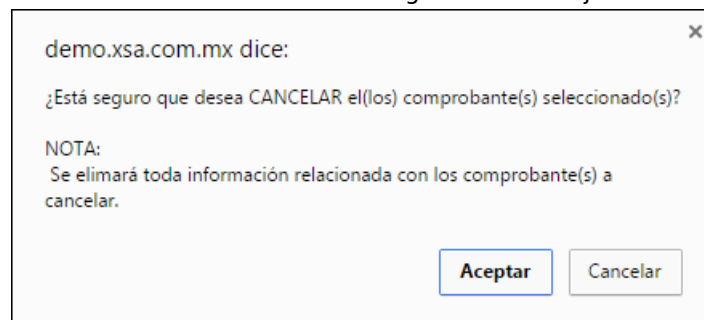 demo.xsa.com.mx dice:
¿Está seguro que desea CANCELAR el(los) comprobante(s) seleccionado(s)?
NOTA:
Se elimará toda información relacionada con los comprobante(s) a
cancelar.
Aceptar
Cancelar